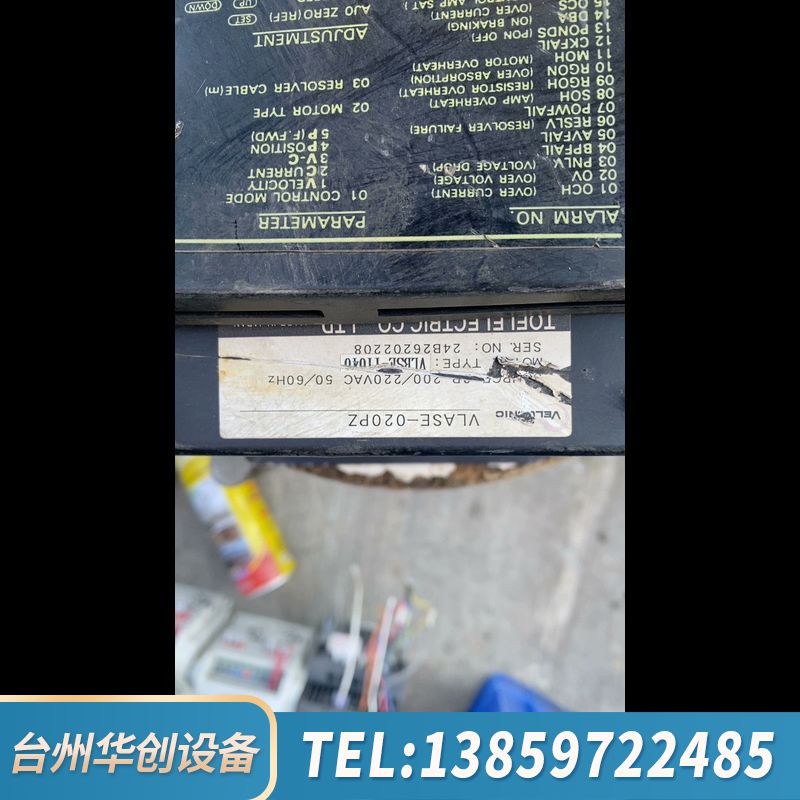 VELCONIC VLASE-020PZ
200/220VAC 50/60Hz
TYPE: VLBSE-11040
SER. NO: 24B26202208
TOEI ELECTRIC CO., LTD
ALARM NO.
01 OCH (OVER CURRENT)
02 OV (OVER VOLTAGE)
03 PNLV (VOLTAGE DROP)
04 BPFAIL
05 AVFAIL
06 RESLV (RESOLVER FAILURE)
07 POWFAIL
08 SOH (AMP OVERHEAT)
09 RGOH (RESISTOR OVERHEAT)
10 RGON (OVER ABSORPTION)
11 MOH (MOTOR OVERHEAT)
12 CKFAIL
13 PONDS (PON OFF)
14 DBA (ON BRAKING)
15 OCS (OVER CURRENT)
AMP SAT.)
PARAMETER
01 CONTROL MODE
1 VELOCITY
2 CURRENT
3 V-C
4 POSITION
5 P (F.FWD)
02 MOTOR TYPE
03 RESOLVER CABLE(m)
ADJUSTMENT
AJ0 ZERO(REF)
SET
UP
DOWN
台州华创设备
TEL:13859722485